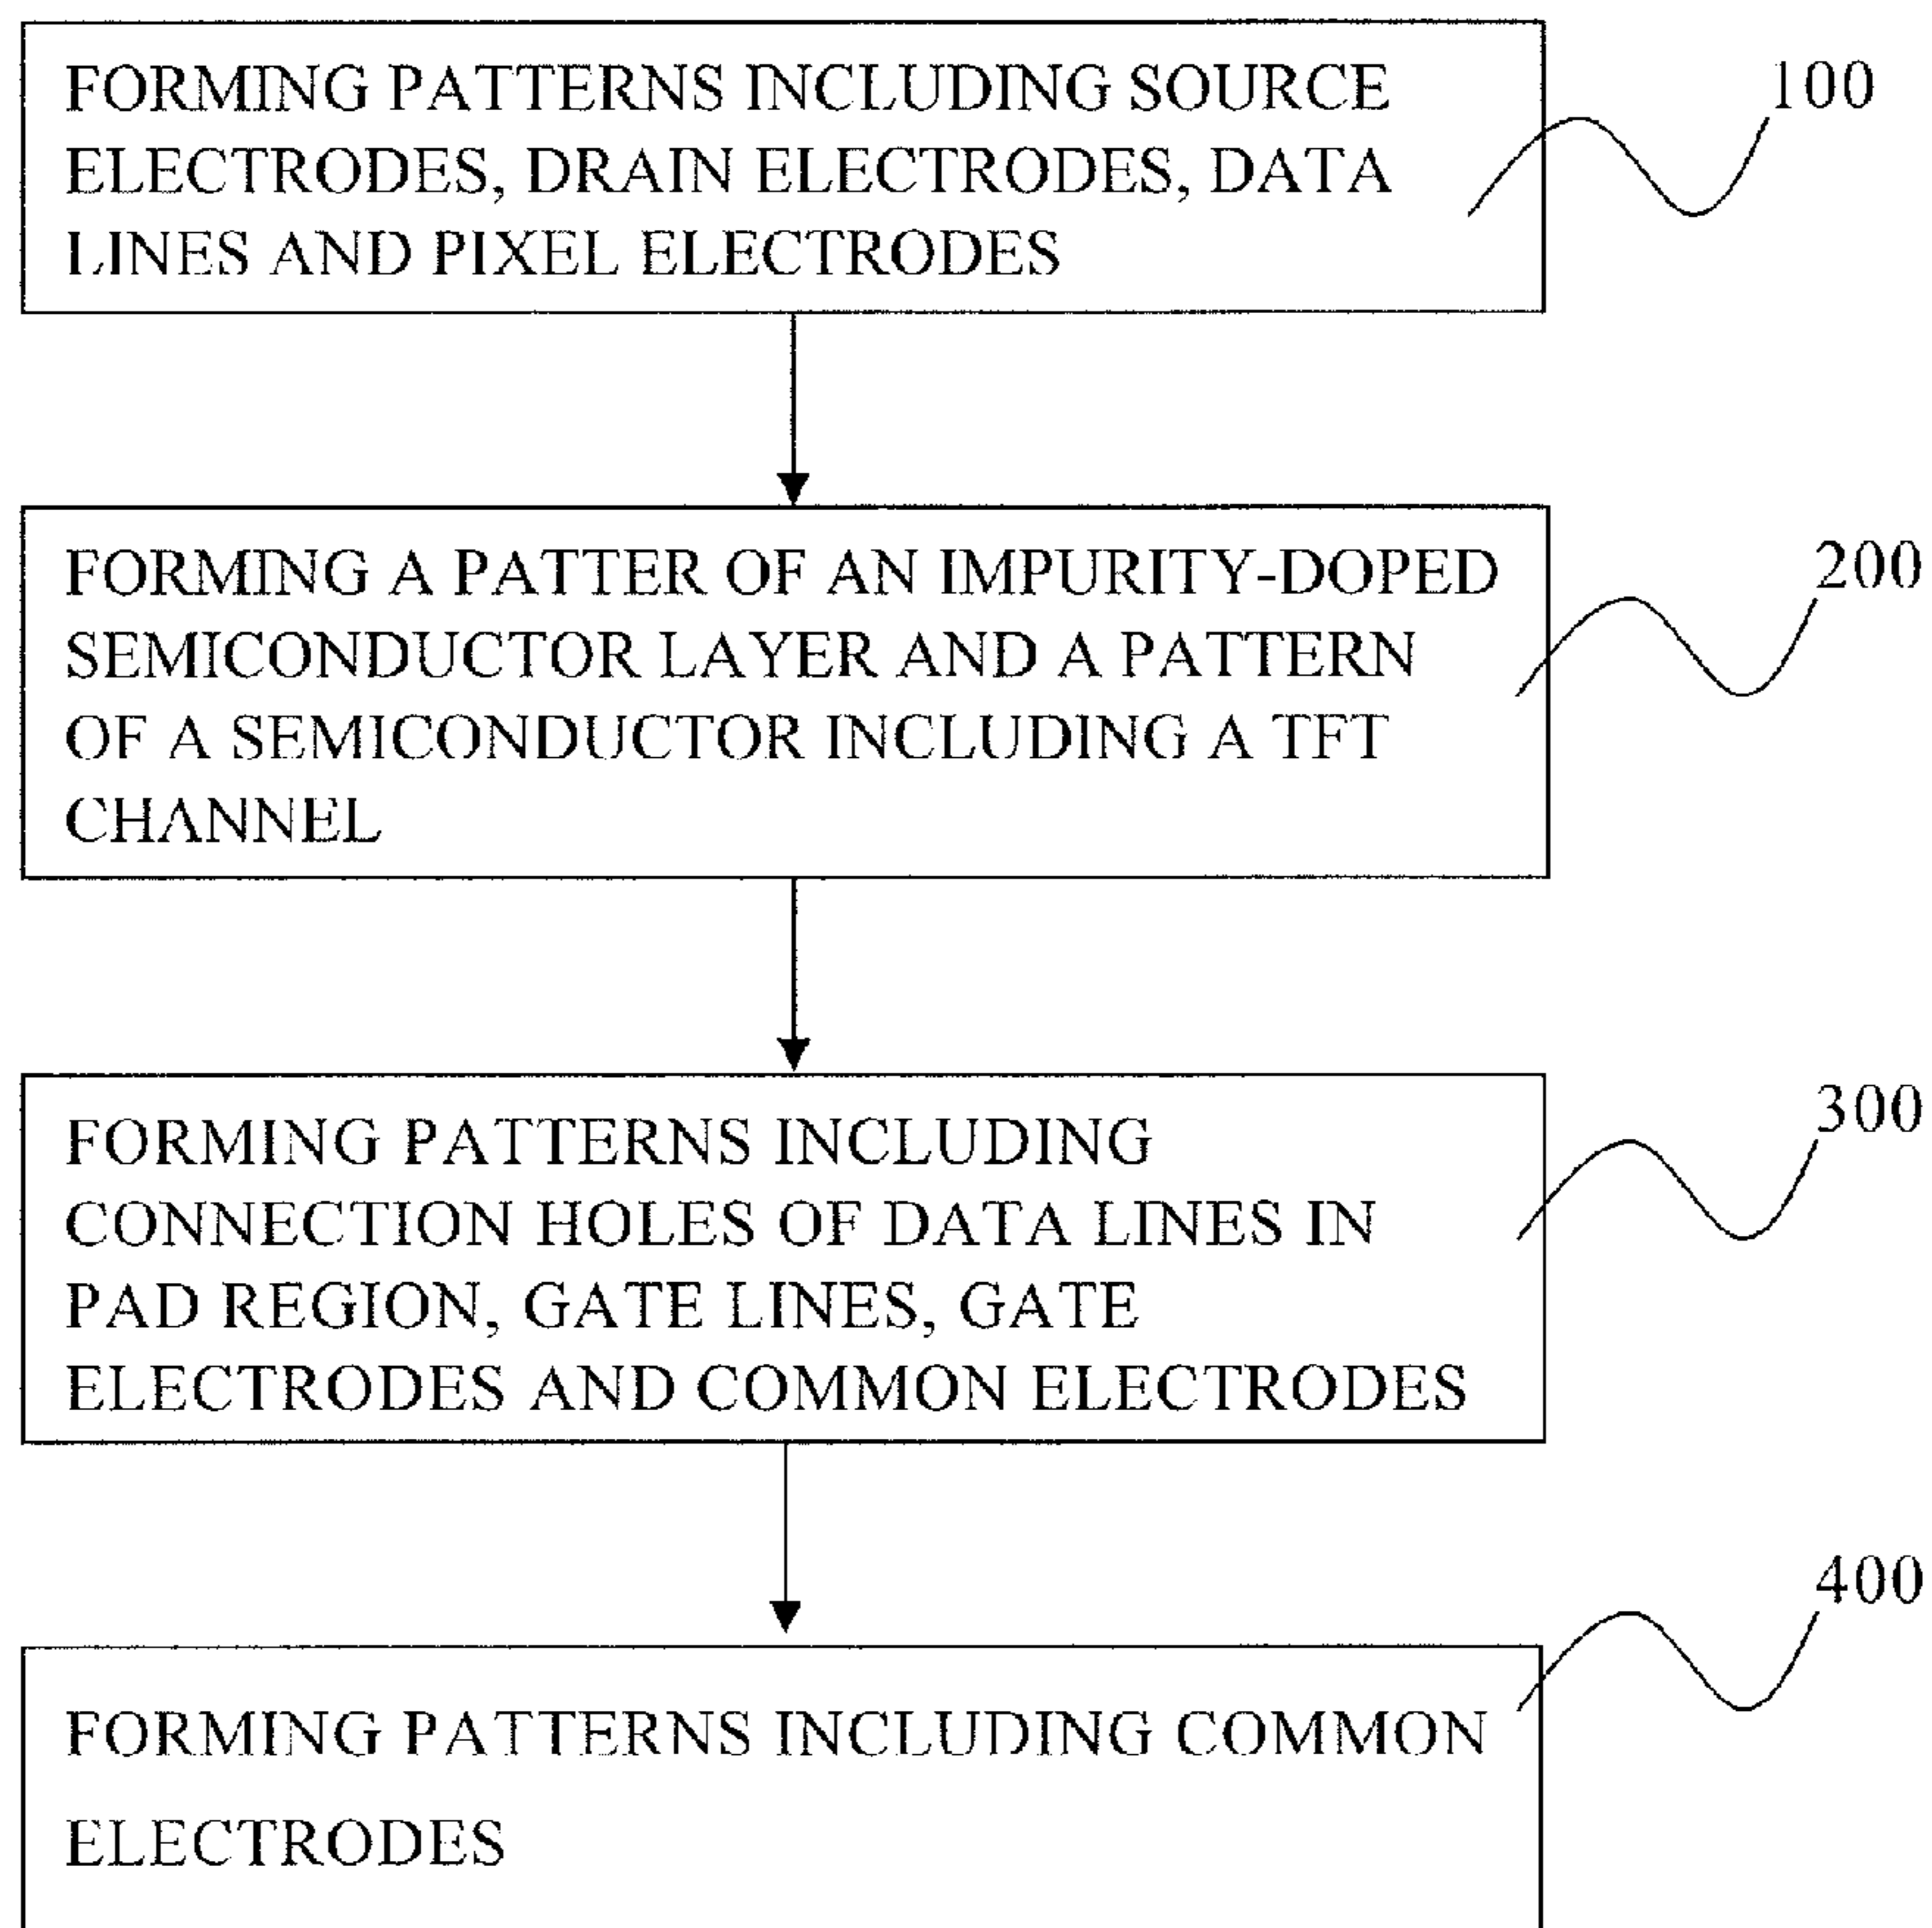 FORMING PATTERNS INCLUDING SOURCE
ELECTRODES, DRAIN ELECTRODES, DATA
LINES AND PIXEL ELECTRODES
100
FORMING A PATTER OF AN IMPURITY-DOPED
SEMICONDUCTOR LAYER AND A PATTERN
OF A SEMICONDUCTOR INCLUDING A TFT
CHANNEL
200
FORMING PATTERNS INCLUDING
CONNECTION HOLES OF DATA LINES IN
PAD REGION, GATE LINES, GATE
ELECTRODES AND COMMON ELECTRODES
300
FORMING PATTERNS INCLUDING COMMON
ELECTRODES
400